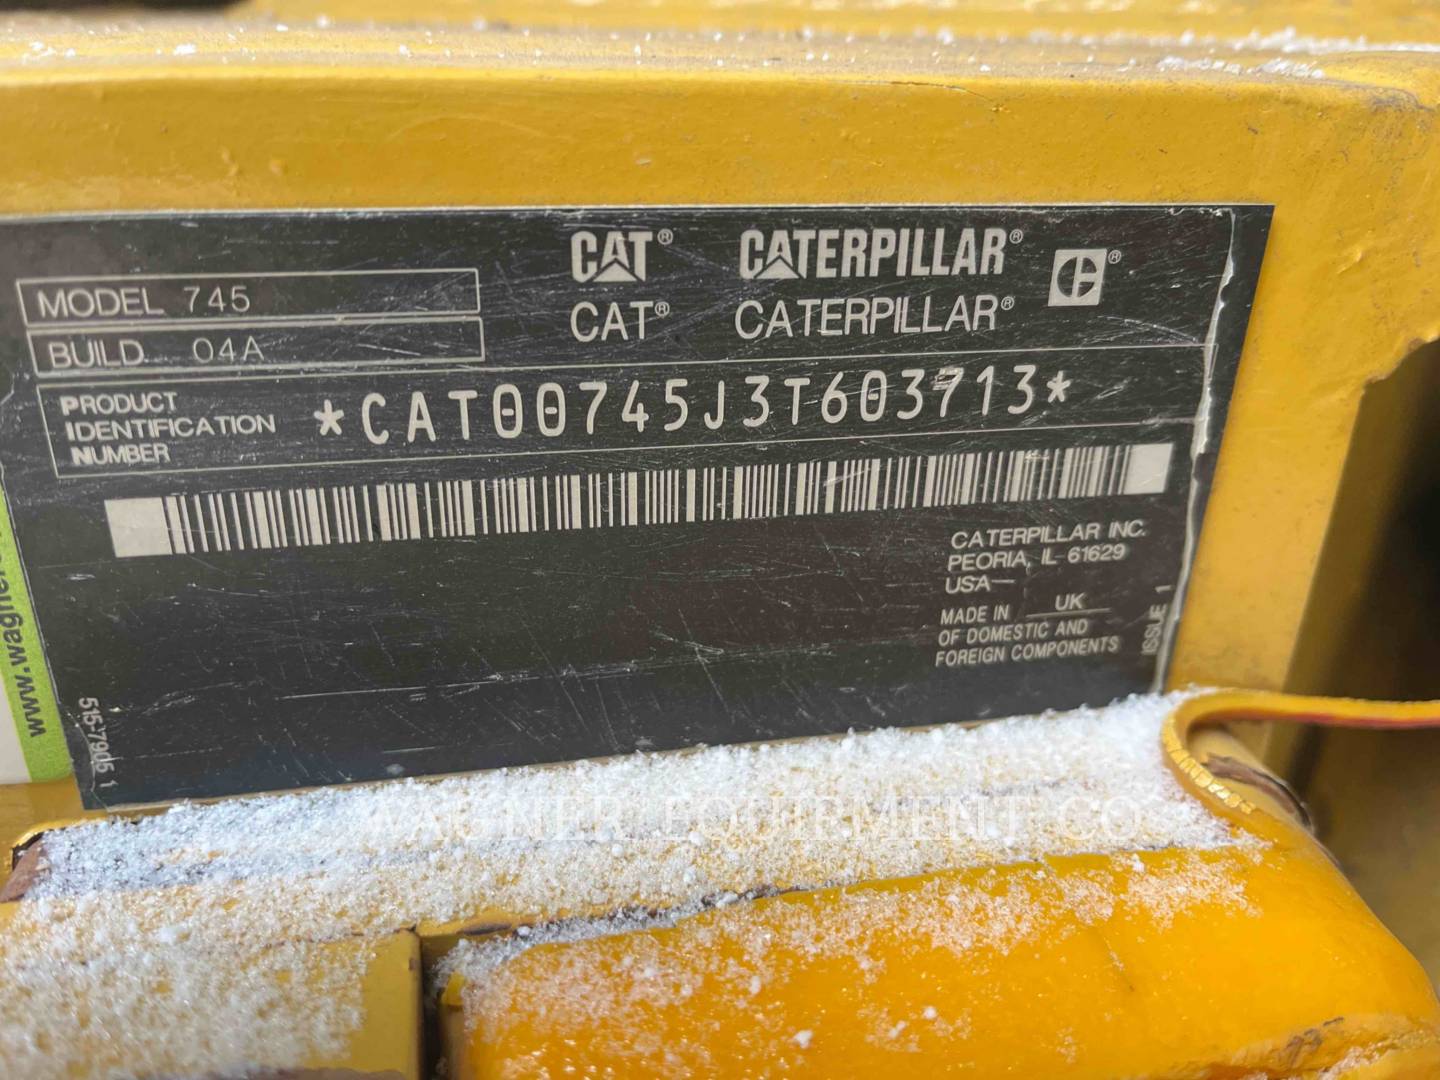 CAT® CATERPILLAR® ®
CAT® CATERPILLAR®
MODEL 745
BUILD 04A
PRODUCT
IDENTIFICATION
NUMBER
*CAT00745J3T603713*
CATERPILLAR INC.
PEORIA, IL 61629
USA
MADE IN UK
OF DOMESTIC AND
FOREIGN COMPONENTS
ISSUE 1
515-7905 1
www.wagner
WAGNER EQUIPMENT CO